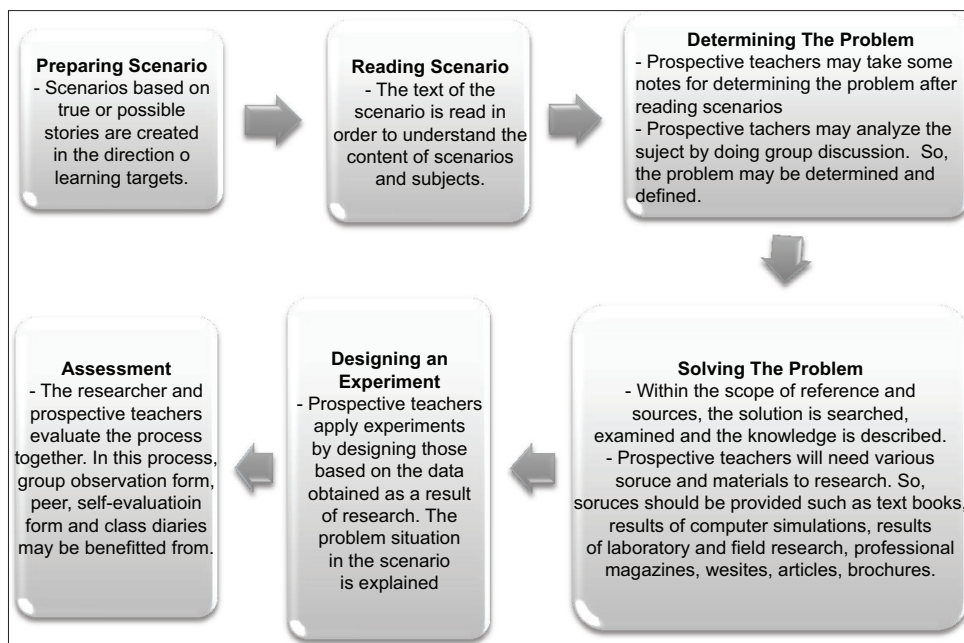 Preparing Scenario
- Scenarios based on
true or possible
stories are created
in the direction o
learning targets.
Reading Scenario
- The text of the
scenario is read in
order to understand the
content of scenarios
and subjects.
Determining The Problem
- Prospective teachers may take some
notes for determining the problem after
reading scenarios
- Prospective tachers may analyze the
suject by doing group discussion.  So,
the problem may be determined and
defined.
Solving The Problem
- Within the scope of reference and
sources, the solution is searched,
examined and the knowledge is described.
- Prospective teachers will need various
soruce and materials to research. So,
soruces should be provided such as text books,
results of computer simulations, results
of laboratory and field research, professional
magazines, wesites, articles, brochures.
Designing an
Experiment
- Prospective teachers
apply experiments
by designing those
based on the data
obtained as a result
of research. The
problem situation
in the scenario
is explained
Assessment
- The researcher and
prospective teachers
evaluate the process
together. In this process,
group observation form,
peer, self-evaluatioin
form and class diaries
may be benefitted from.